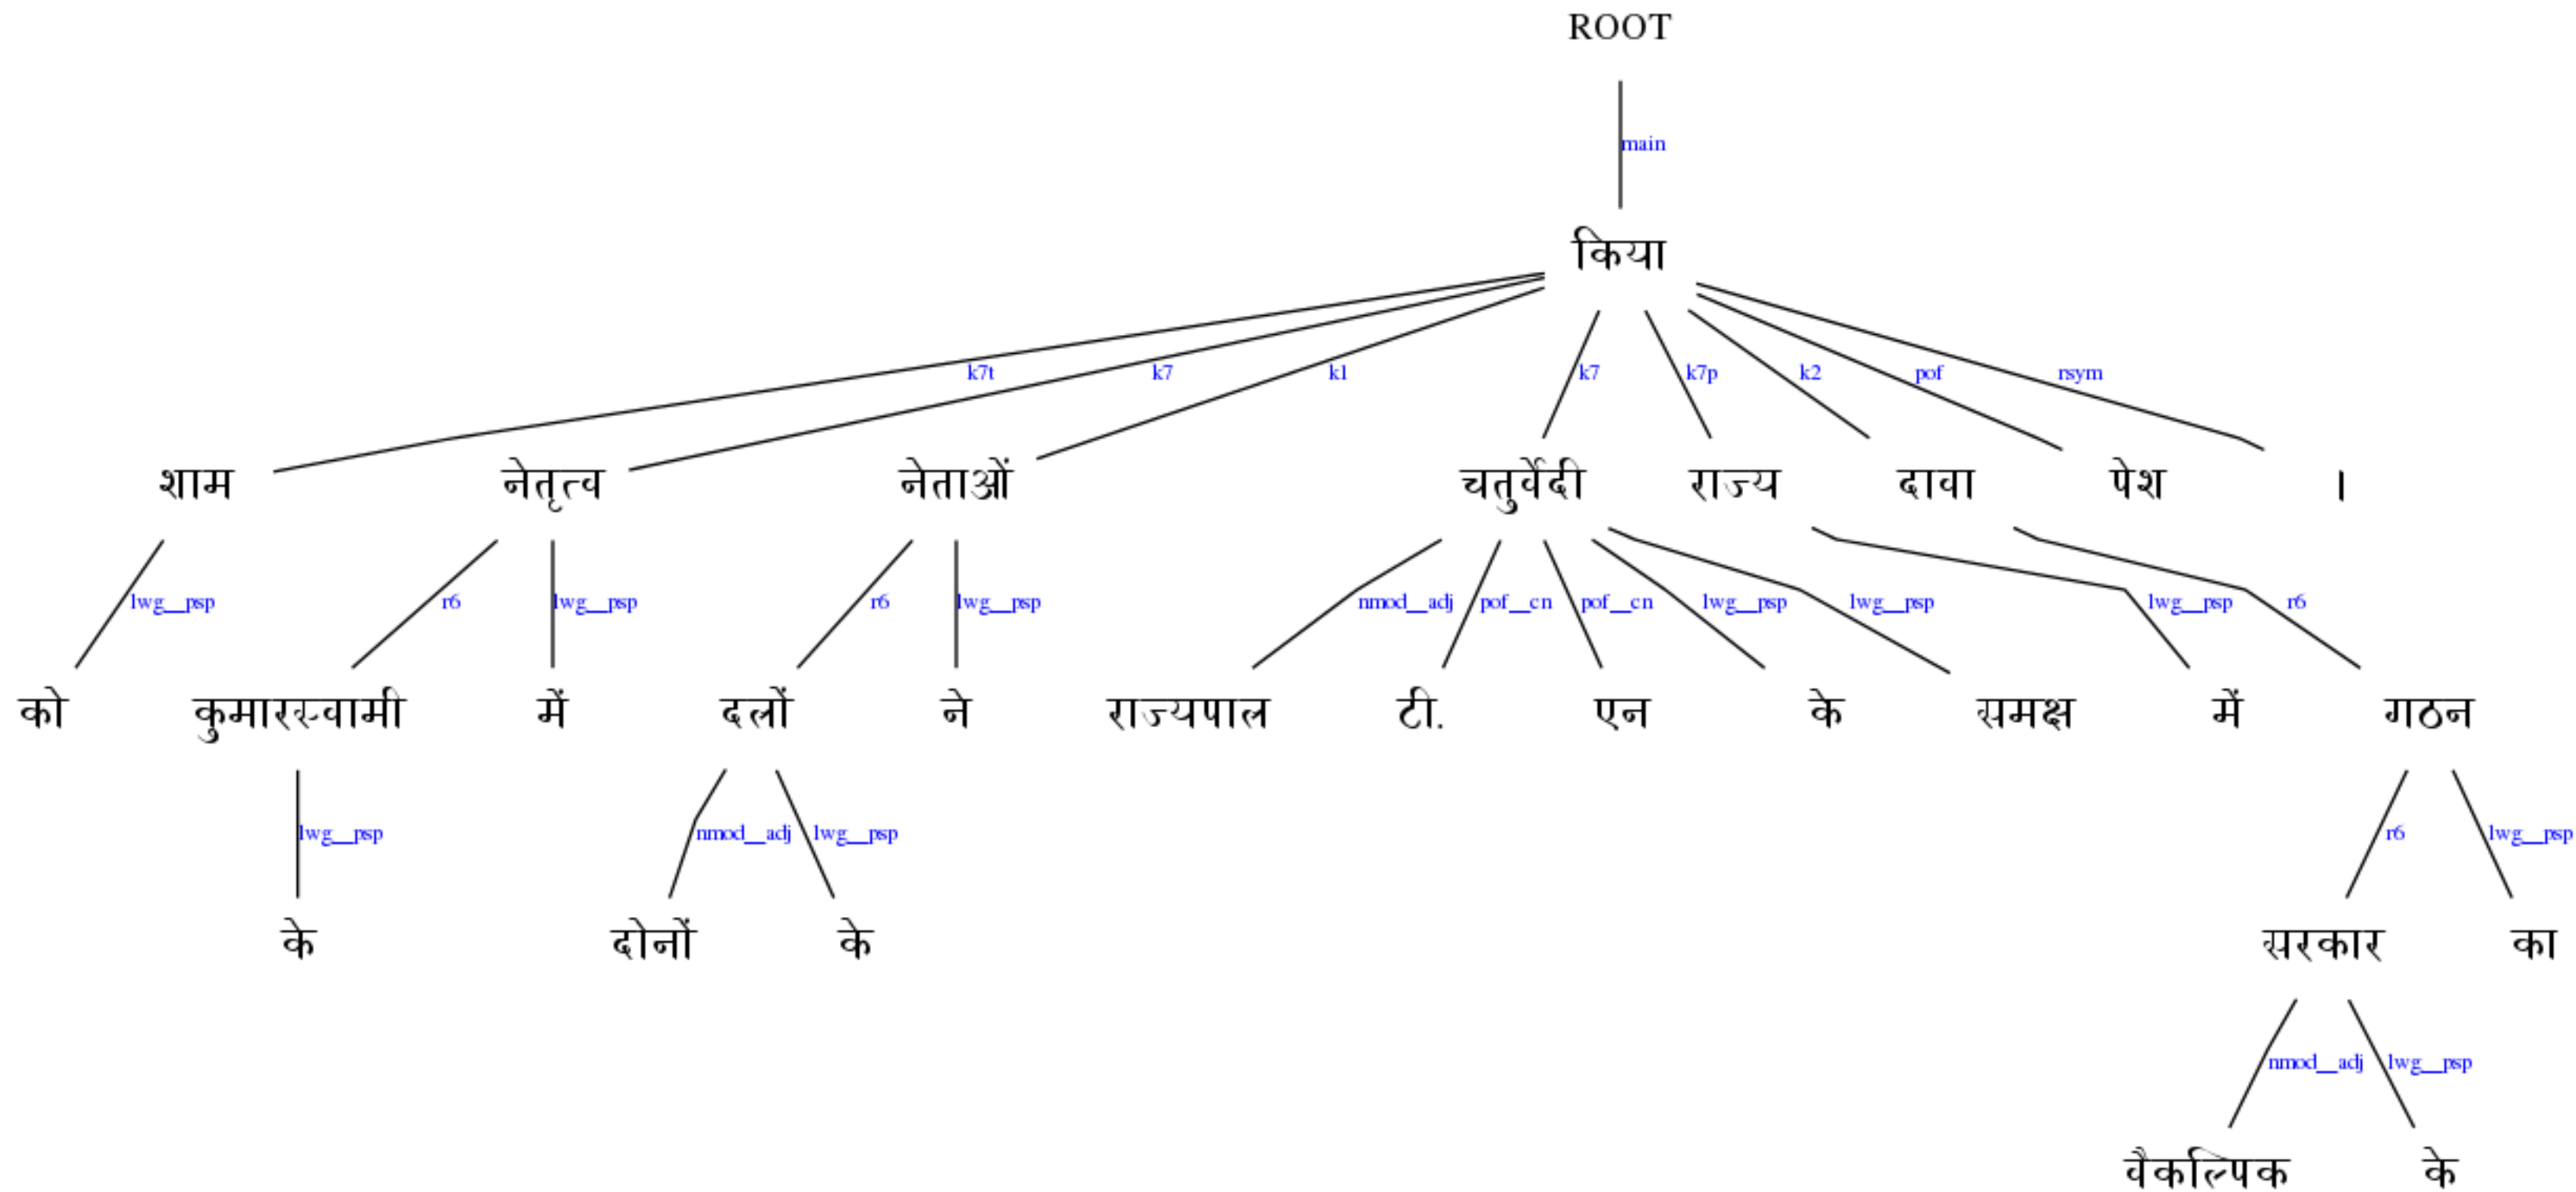 ROOT
main
किया
k7t k7 k1 k7 k7p k2 pof rsym
शाम नेतृत्व नेताओं चतुर्वेदी राज्य दावा पेश ।
lwg__psp r6 lwg__psp r6 lwg__psp nmod__adj pof__cn pof__cn lwg__psp lwg__psp lwg__psp r6
को कुमारस्वामी में दलों ने राज्यपाल टी. एन के समक्ष में गठन
lwg__psp nmod__adj lwg__psp r6 lwg__psp
के दोनों के सरकार का
nmod__adj lwg__psp
वैकल्पिक के